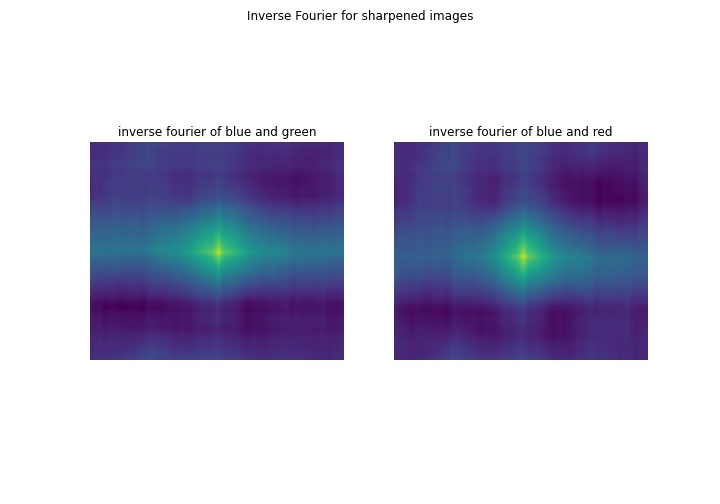 Inverse Fourier for sharpened images
inverse fourier of blue and green
inverse fourier of blue and red